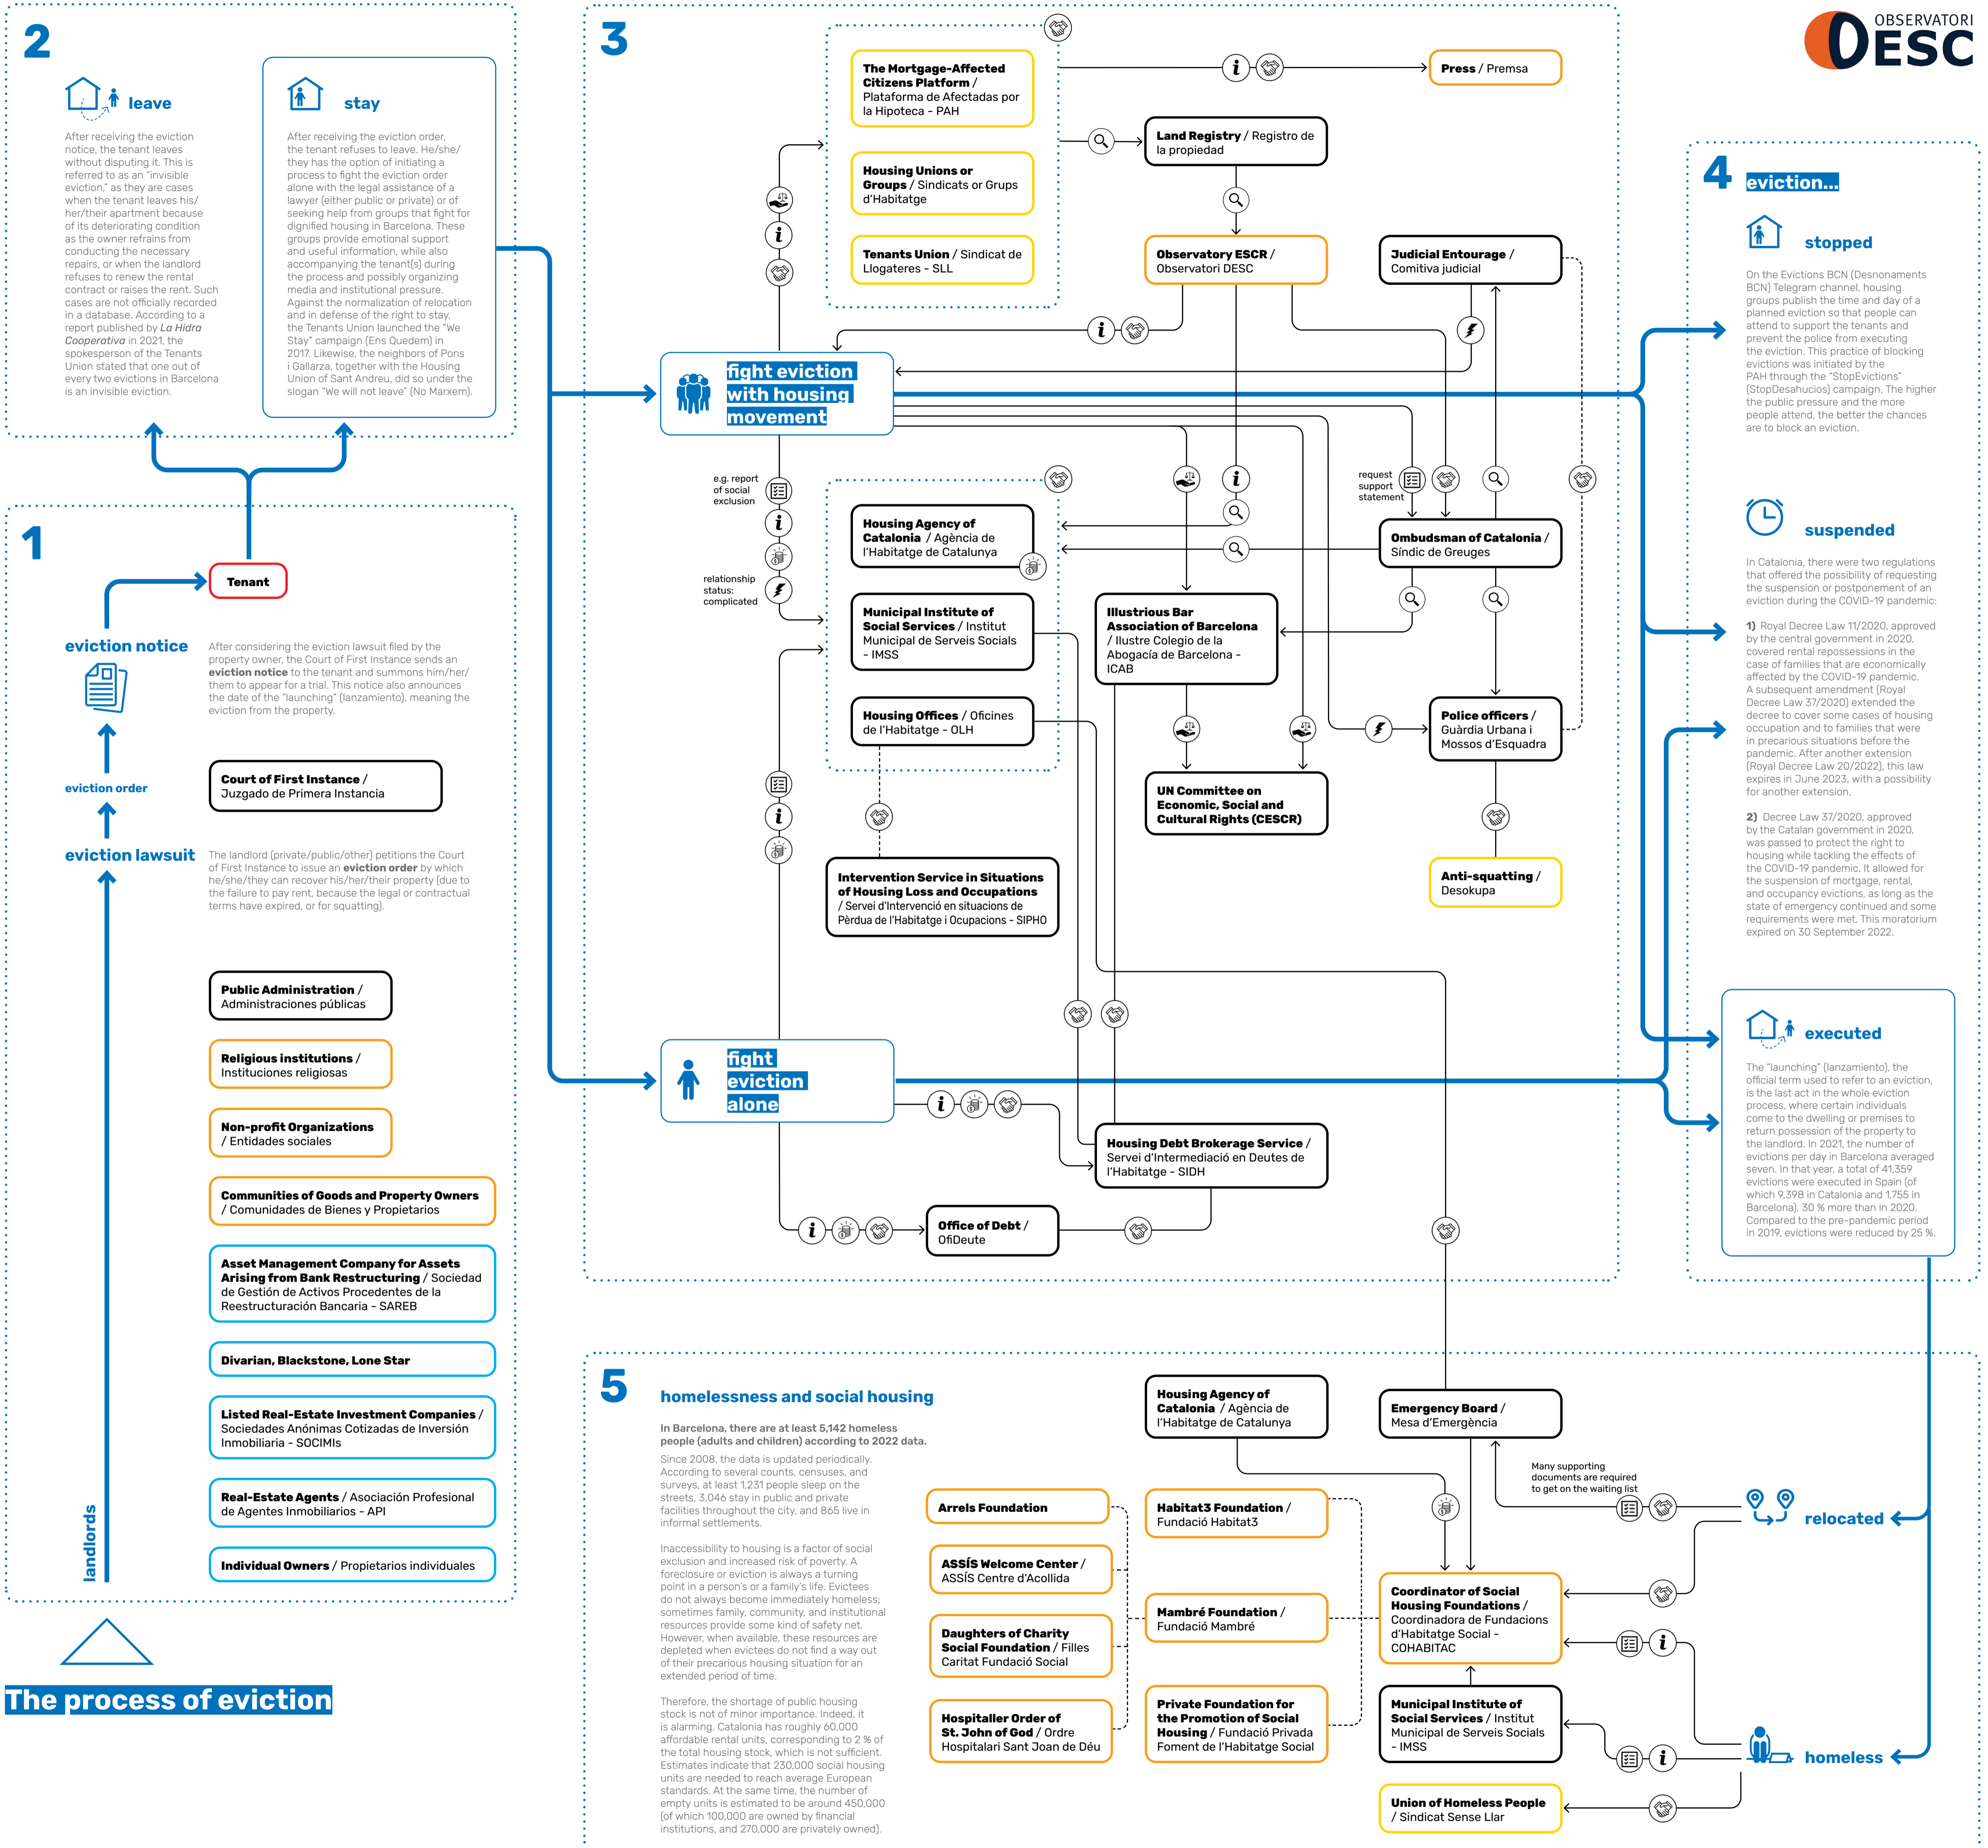 OBSERVATORI
DESC
2
leave
After receiving the eviction
notice, the tenant leaves
without disputing it. This is
referred to as an “invisible
eviction,” as they are cases
when the tenant leaves his/
her/their apartment because
of its deteriorating condition
as the owner refrains from
conducting the necessary
repairs, or when the landlord
refuses to renew the rental
contract or raises the rent. Such
cases are not officially recorded
in a database. According to a
report published by La Hidra
Cooperativa in 2021, the
spokesperson of the Tenants
Union stated that one out of
every two evictions in Barcelona
is an invisible eviction.
stay
After receiving the eviction order,
the tenant refuses to leave. He/she/
they has the option of initiating a
process to fight the eviction order
alone with the legal assistance of a
lawyer (either public or private) or of
seeking help from groups that fight for
dignified housing in Barcelona. These
groups provide emotional support
and useful information, while also
accompanying the tenant(s) during
the process and possibly organizing
media and institutional pressure.
Against the normalization of relocation
and in defense of the right to stay,
the Tenants Union launched the “We
Stay” campaign (Ens Quedem) in
2017. Likewise, the neighbors of Pons
i Gallarza, together with the Housing
Union of Sant Andreu, did so under the
slogan “We will not leave” (No Marxem).
1
Tenant
eviction notice
After considering the eviction lawsuit filed by the
property owner, the Court of First Instance sends an
eviction notice to the tenant and summons him/her/
them to appear for a trial. This notice also announces
the date of the “launching” (lanzamiento), meaning the
eviction from the property.
Court of First Instance /
Juzgado de Primera Instancia
eviction order
eviction lawsuit
The landlord (private/public/other) petitions the Court
of First Instance to issue an eviction order by which
he/she/they can recover his/her/their property (due to
the failure to pay rent, because the legal or contractual
terms have expired, or for squatting).
Public Administration /
Administraciones públicas
Religious institutions /
Instituciones religiosas
Non-profit Organizations
/ Entidades sociales
Communities of Goods and Property Owners
/ Comunidades de Bienes y Propietarios
Asset Management Company for Assets
Arising from Bank Restructuring / Sociedad
de Gestión de Activos Procedentes de la
Reestructuración Bancaria - SAREB
Divarian, Blackstone, Lone Star
Listed Real-Estate Investment Companies /
Sociedades Anónimas Cotizadas de Inversión
Inmobiliaria - SOCIMIs
Real-Estate Agents / Asociación Profesional
de Agentes Inmobiliarios - API
Individual Owners / Propietarios individuales
landlords
The process of eviction
3
The Mortgage-Affected
Citizens Platform /
Plataforma de Afectadas por
la Hipoteca - PAH
Housing Unions or
Groups / Sindicats or Grups
d'Habitatge
Tenants Union / Sindicat de
Llogateres - SLL
i
Press / Premsa
Land Registry / Registro de
la propiedad
Observatory ESCR /
Observatori DESC
Judicial Entourage /
Comitiva judicial
i
i
fight eviction
with housing
movement
e.g. report
of social
exclusion
i
relationship
status:
complicated
i
request
support
statement
Housing Agency of
Catalonia / Agència de
l'Habitatge de Catalunya
Municipal Institute of
Social Services / Institut
Municipal de Serveis Socials
- IMSS
Housing Offices / Oficines
de l'Habitatge - OLH
Ombudsman of Catalonia /
Síndic de Greuges
Illustrious Bar
Association of Barcelona
/ Ilustre Colegio de la
Abogacía de Barcelona -
ICAB
Police officers /
Guàrdia Urbana i
Mossos d'Esquadra
UN Committee on
Economic, Social and
Cultural Rights (CESCR)
i
Intervention Service in Situations
of Housing Loss and Occupations
/ Servei d'Intervenció en situacions de
Pèrdua de l'Habitatge i Ocupacions - SIPHO
Anti-squatting /
Desokupa
fight
eviction
alone
i
Housing Debt Brokerage Service /
Servei d'Intermediació en Deutes de
l'Habitatge - SIDH
i
Office of Debt /
OfiDeute
4
eviction...
stopped
On the Evictions BCN (Desnonaments
BCN) Telegram channel, housing
groups publish the time and day of a
planned eviction so that people can
attend to support the tenants and
prevent the police from executing
the eviction. This practice of blocking
evictions was initiated by the
PAH through the “StopEvictions”
(StopDesahucios) campaign. The higher
the public pressure and the more
people attend, the better the chances
are to block an eviction.
suspended
In Catalonia, there were two regulations
that offered the possibility of requesting
the suspension or postponement of an
eviction during the COVID-19 pandemic:
1) Royal Decree Law 11/2020, approved
by the central government in 2020,
covered rental repossessions in the
case of families that are economically
affected by the COVID-19 pandemic.
A subsequent amendment (Royal
Decree Law 37/2020) extended the
decree to cover some cases of housing
occupation and to families that were
in precarious situations before the
pandemic. After another extension
(Royal Decree Law 20/2022), this law
expires in June 2023, with a possibility
for another extension.
2) Decree Law 37/2020, approved
by the Catalan government in 2020,
was passed to protect the right to
housing while tackling the effects of
the COVID-19 pandemic. It allowed for
the suspension of mortgage, rental,
and occupancy evictions, as long as the
state of emergency continued and some
requirements were met. This moratorium
expired on 30 September 2022.
executed
The “launching” (lanzamiento), the
official term used to refer to an eviction,
is the last act in the whole eviction
process, where certain individuals
come to the dwelling or premises to
return possession of the property to
the landlord. In 2021, the number of
evictions per day in Barcelona averaged
seven. In that year, a total of 41,359
evictions were executed in Spain (of
which 9,398 in Catalonia and 1,755 in
Barcelona), 30 % more than in 2020.
Compared to the pre-pandemic period
in 2019, evictions were reduced by 25 %.
5
homelessness and social housing
In Barcelona, there are at least 5,142 homeless
people (adults and children) according to 2022 data.
Since 2008, the data is updated periodically.
According to several counts, censuses, and
surveys, at least 1,231 people sleep on the
streets, 3,046 stay in public and private
facilities throughout the city, and 865 live in
informal settlements.
Inaccessibility to housing is a factor of social
exclusion and increased risk of poverty. A
foreclosure or eviction is always a turning
point in a person's or a family's life. Evictees
do not always become immediately homeless;
sometimes family, community, and institutional
resources provide some kind of safety net.
However, when available, these resources are
depleted when evictees do not find a way out
of their precarious housing situation for an
extended period of time.
Therefore, the shortage of public housing
stock is not of minor importance. Indeed, it
is alarming. Catalonia has roughly 60,000
affordable rental units, corresponding to 2 % of
the total housing stock, which is not sufficient.
Estimates indicate that 230,000 social housing
units are needed to reach average European
standards. At the same time, the number of
empty units is estimated to be around 450,000
(of which 100,000 are owned by financial
institutions, and 270,000 are privately owned).
Housing Agency of
Catalonia / Agència de
l'Habitatge de Catalunya
Emergency Board /
Mesa d'Emergència
Many supporting
documents are required
to get on the waiting list
relocated
Arrels Foundation
Habitat3 Foundation /
Fundació Habitat3
ASSÍS Welcome Center /
ASSÍS Centre d'Acollida
Coordinator of Social
Housing Foundations /
Coordinadora de Fundacions
d'Habitatge Social -
COHABITAC
Mambré Foundation /
Fundació Mambré
Daughters of Charity
Social Foundation / Filles
Caritat Fundació Social
i
Hospitaller Order of
St. John of God / Ordre
Hospitalari Sant Joan de Déu
Private Foundation for
the Promotion of Social
Housing / Fundació Privada
Foment de l'Habitatge Social
Municipal Institute of
Social Services / Institut
Municipal de Serveis Socials
- IMSS
i
homeless
Union of Homeless People
/ Sindicat Sense Llar